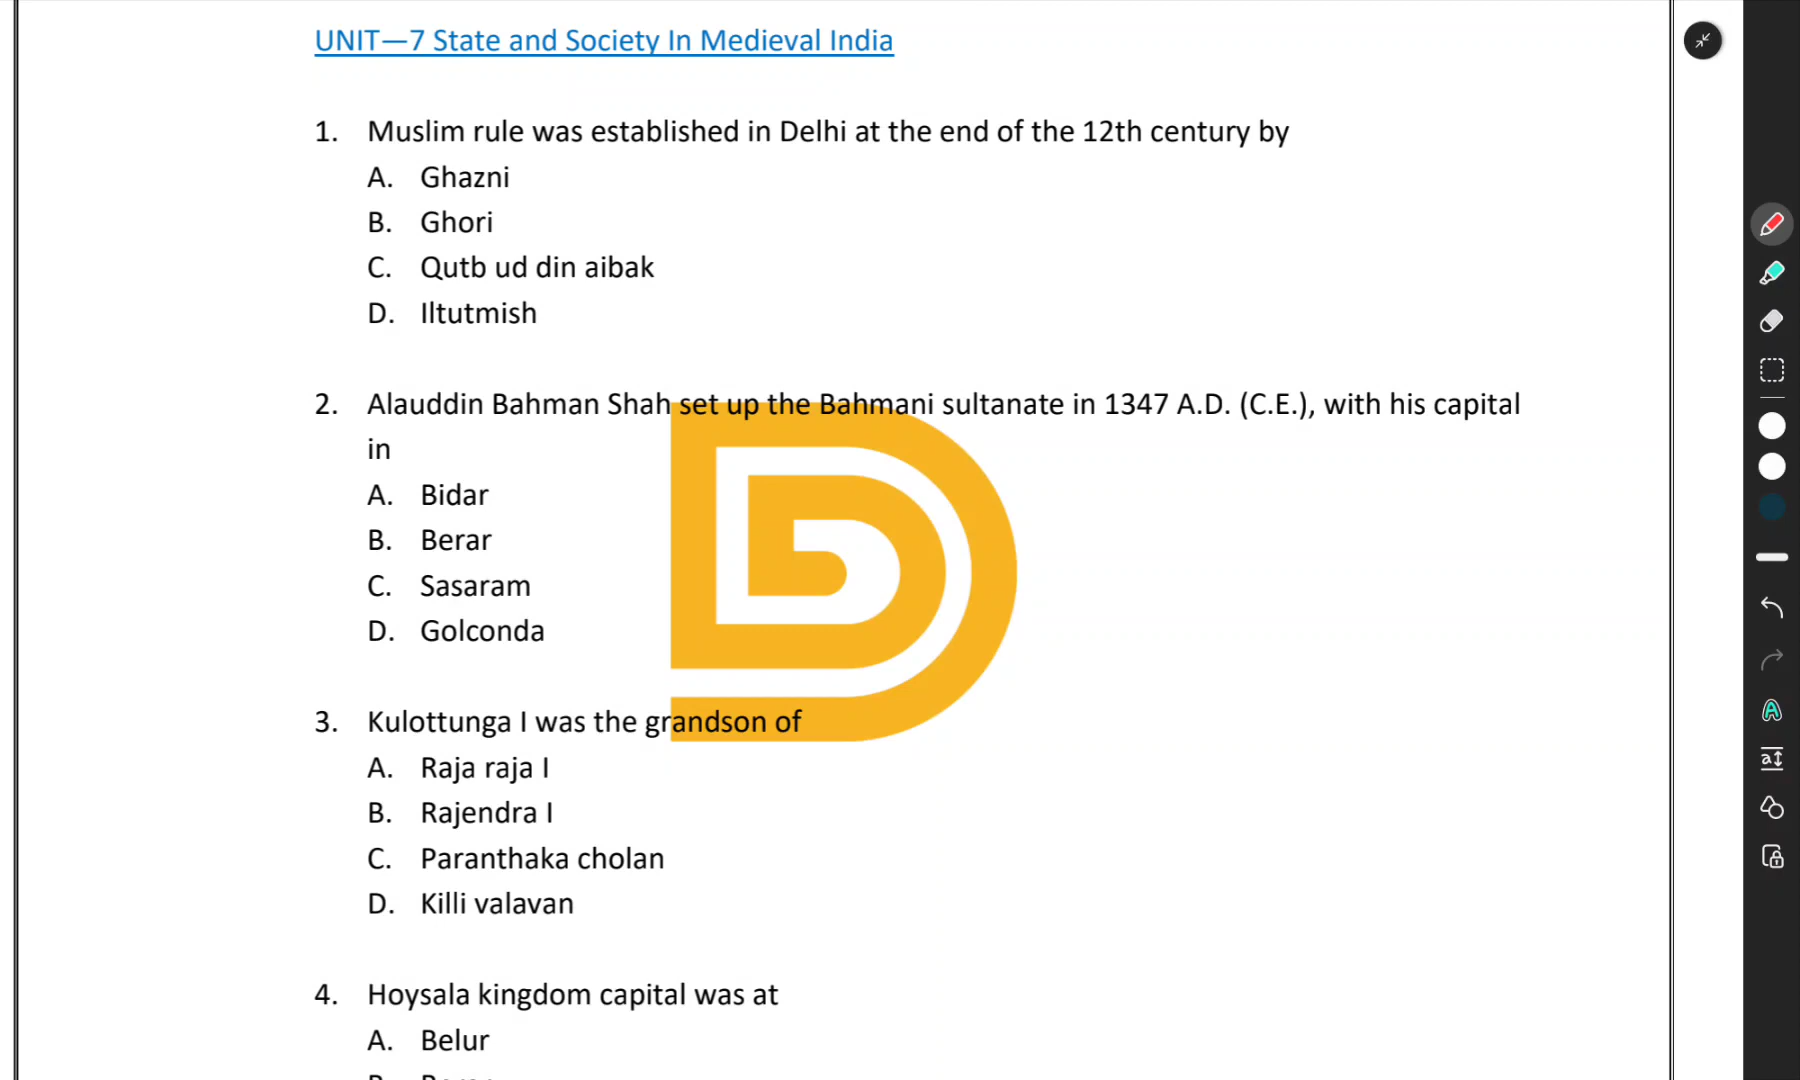 UNIT—7 State and Society In Medieval India
1. Muslim rule was established in Delhi at the end of the 12th century by
A. Ghazni
B. Ghori
C. Qutb ud din aibak
D. Iltutmish
2. Alauddin Bahman Shah set up the Bahmani sultanate in 1347 A.D. (C.E.), with his capital
in
A. Bidar
B. Berar
C. Sasaram
D. Golconda
3. Kulottunga I was the grandson of
A. Raja raja I
B. Rajendra I
C. Paranthaka cholan
D. Killi valavan
4. Hoysala kingdom capital was at
A. Belur